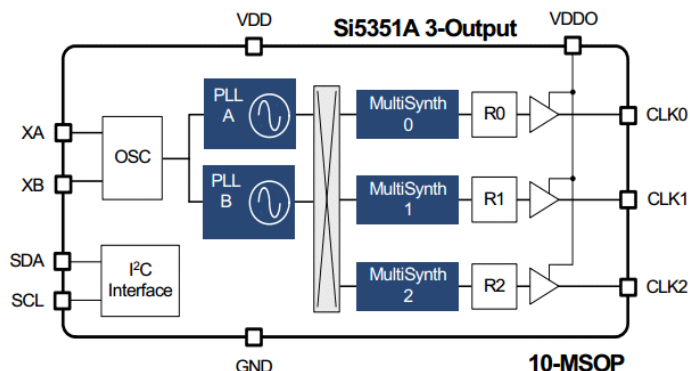 VDD
Si5351A 3-Output
VDDO
PLL
A
MultiSynth
0
R0
CLK0
XA
OSC
XB
PLL
B
MultiSynth
1
R1
CLK1
SDA
I²C
Interface
SCL
MultiSynth
2
R2
CLK2
GND
10-MSOP